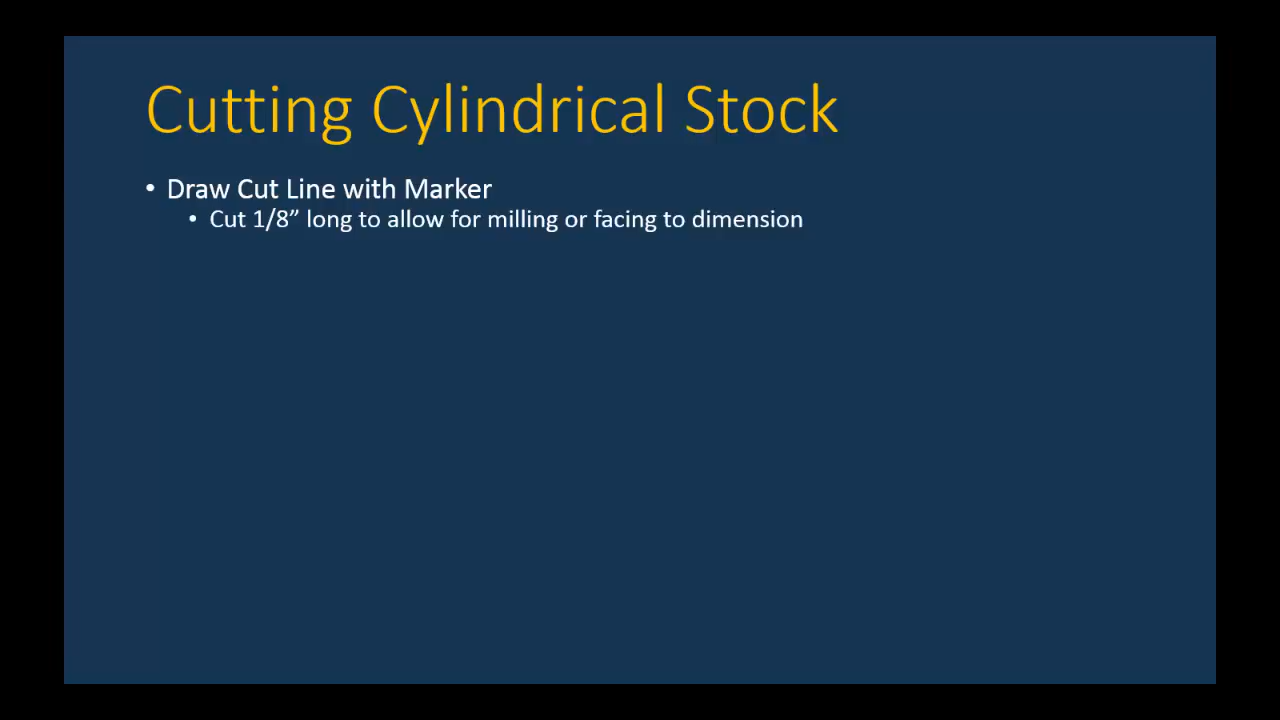 Cutting Cylindrical Stock
• Draw Cut Line with Marker
• Cut 1/8” long to allow for milling or facing to dimension